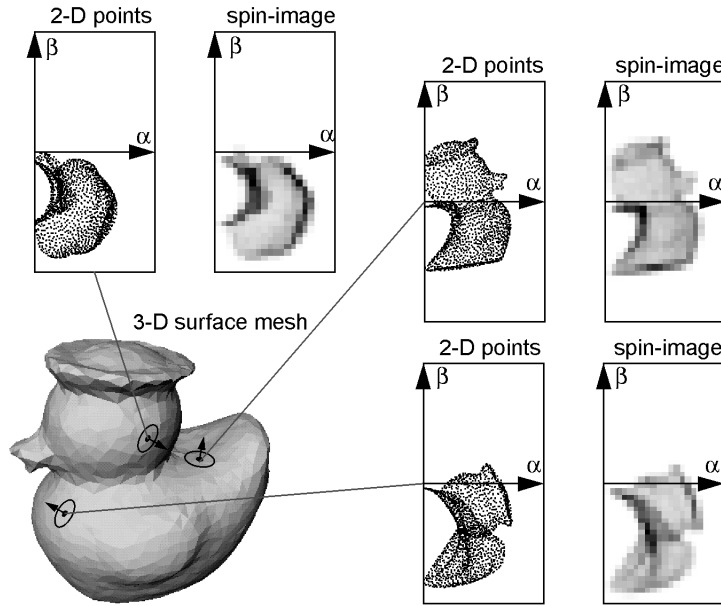 2-D points spin-image
β β
α α
2-D points spin-image
β β
α α
3-D surface mesh
2-D points spin-image
β β
α α